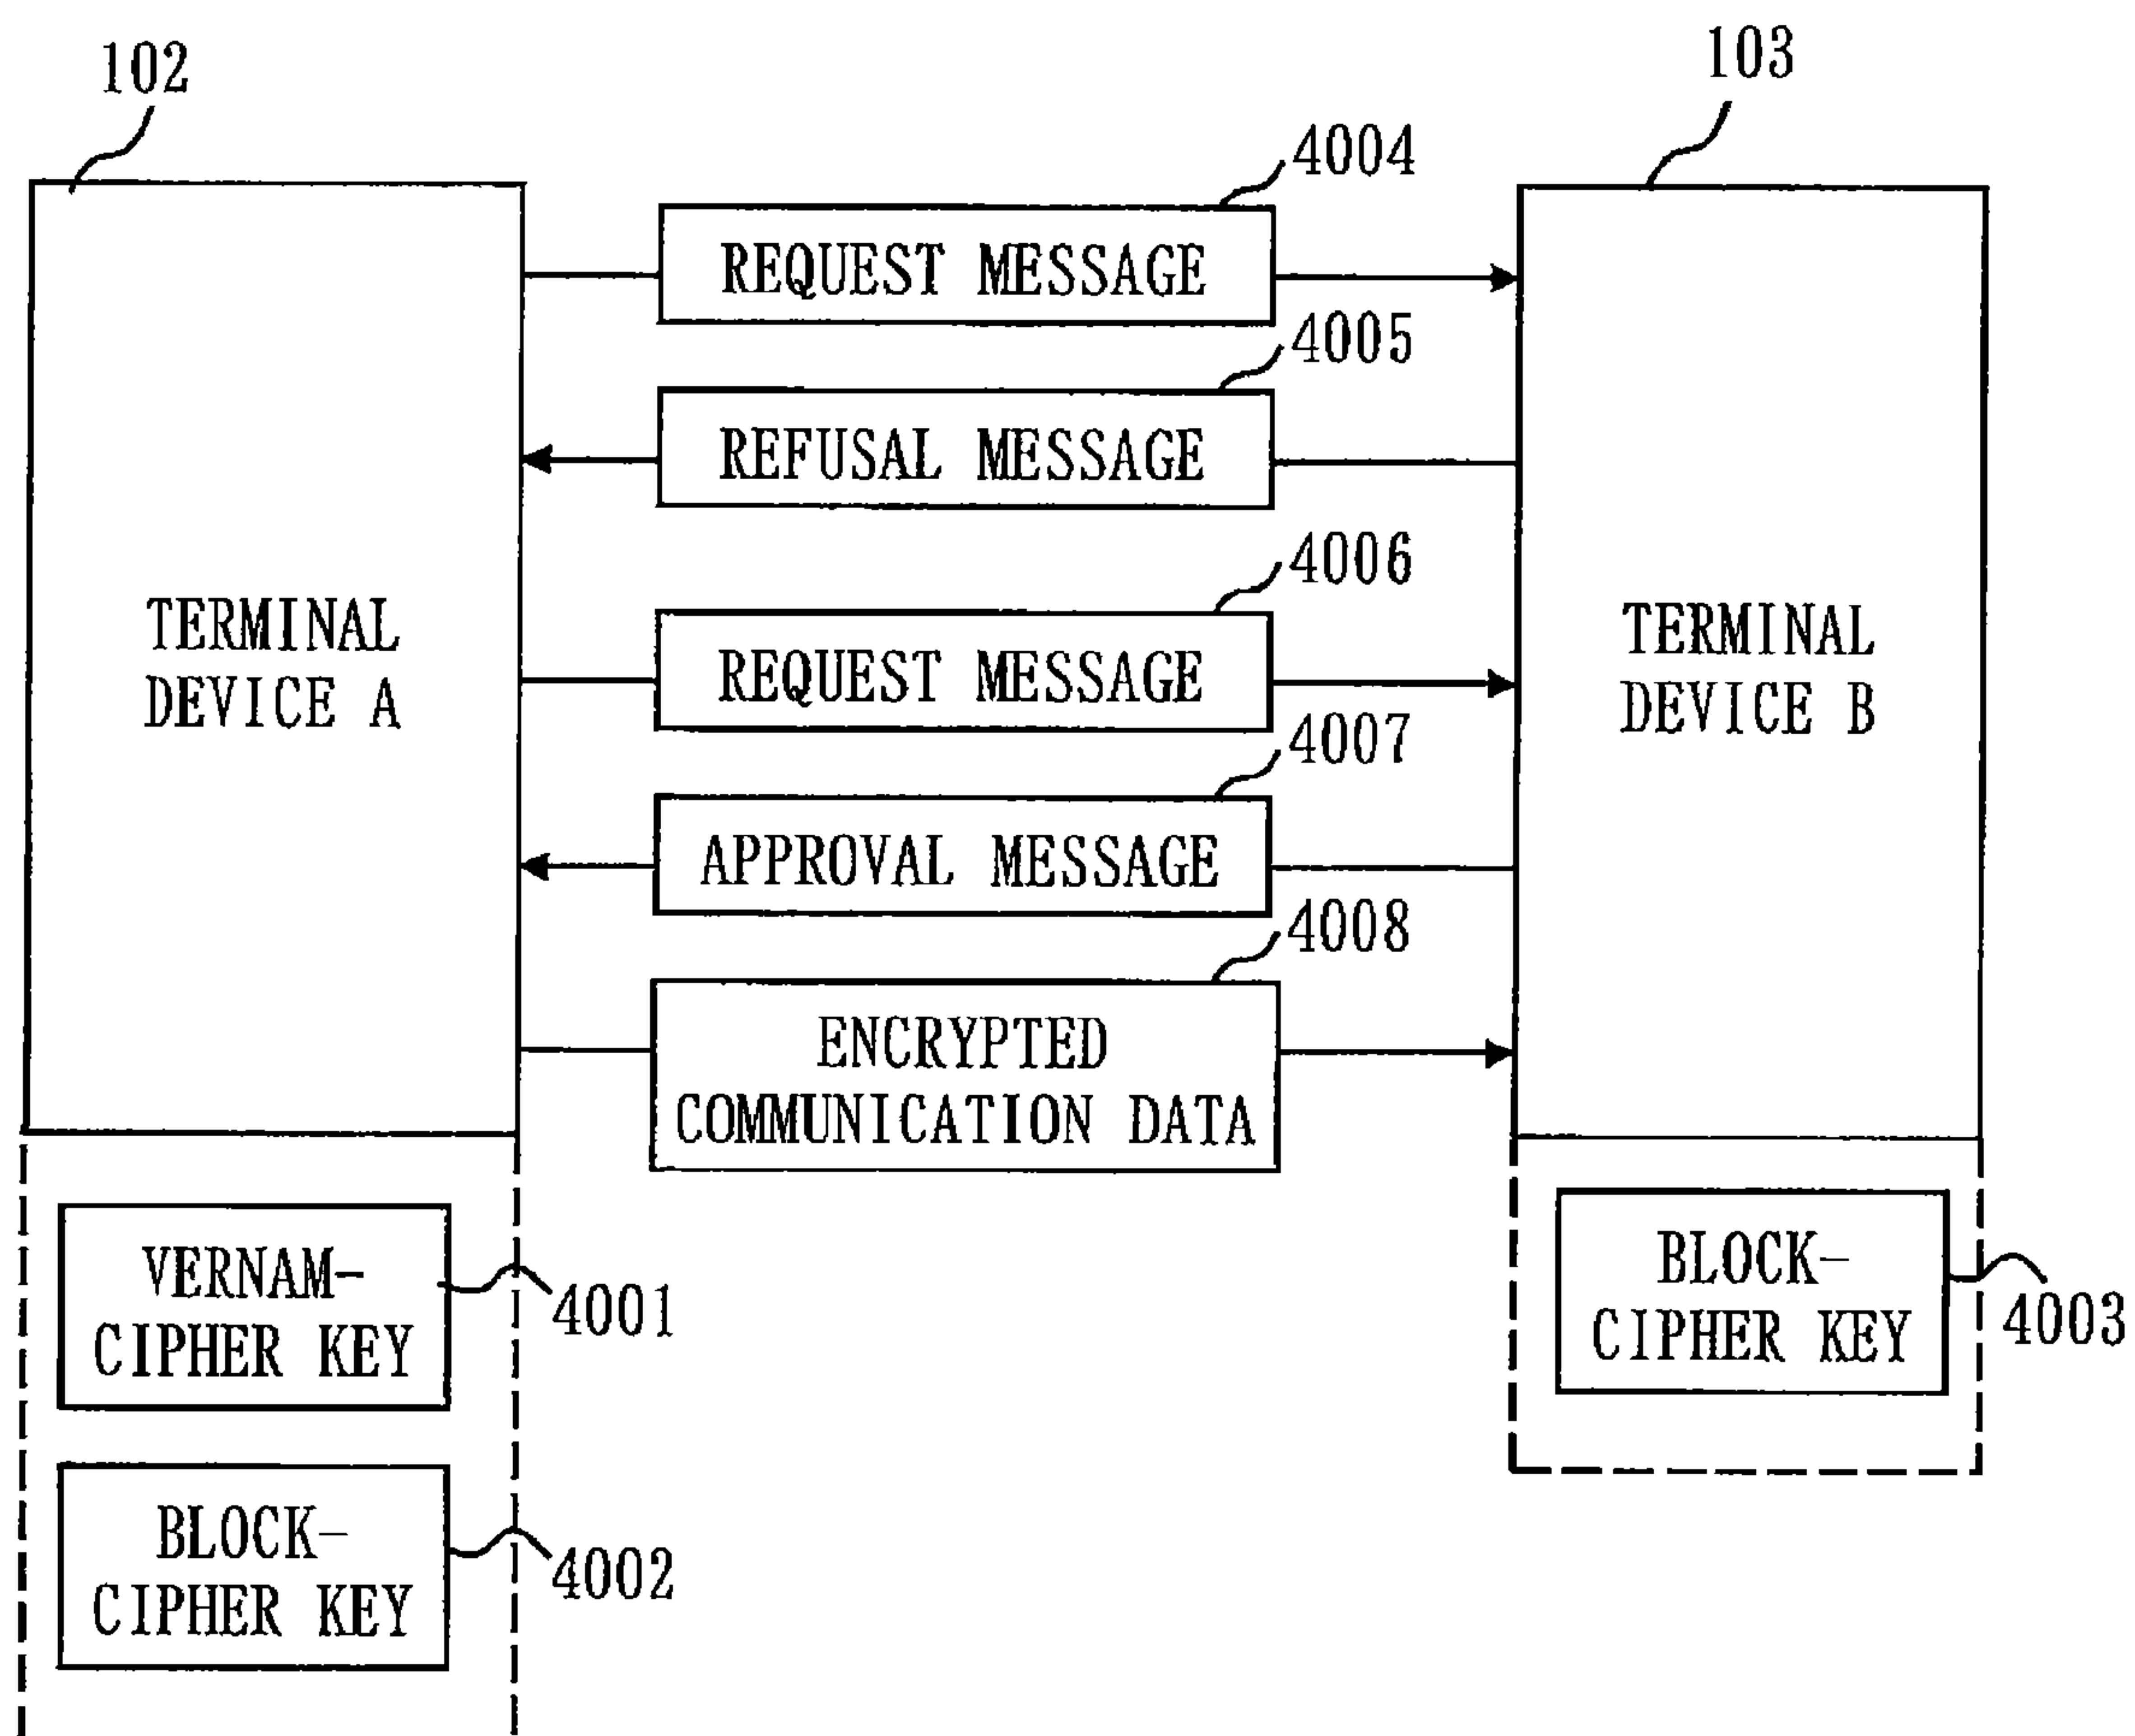 102
103
4004
REQUEST MESSAGE
4005
REFUSAL MESSAGE
4006
REQUEST MESSAGE
TERMINAL
DEVICE A
TERMINAL
DEVICE B
4007
APPROVAL MESSAGE
4008
ENCRYPTED
COMMUNICATION DATA
VERNAM-
CIPHER KEY
4001
BLOCK-
CIPHER KEY
4003
BLOCK-
CIPHER KEY
4002